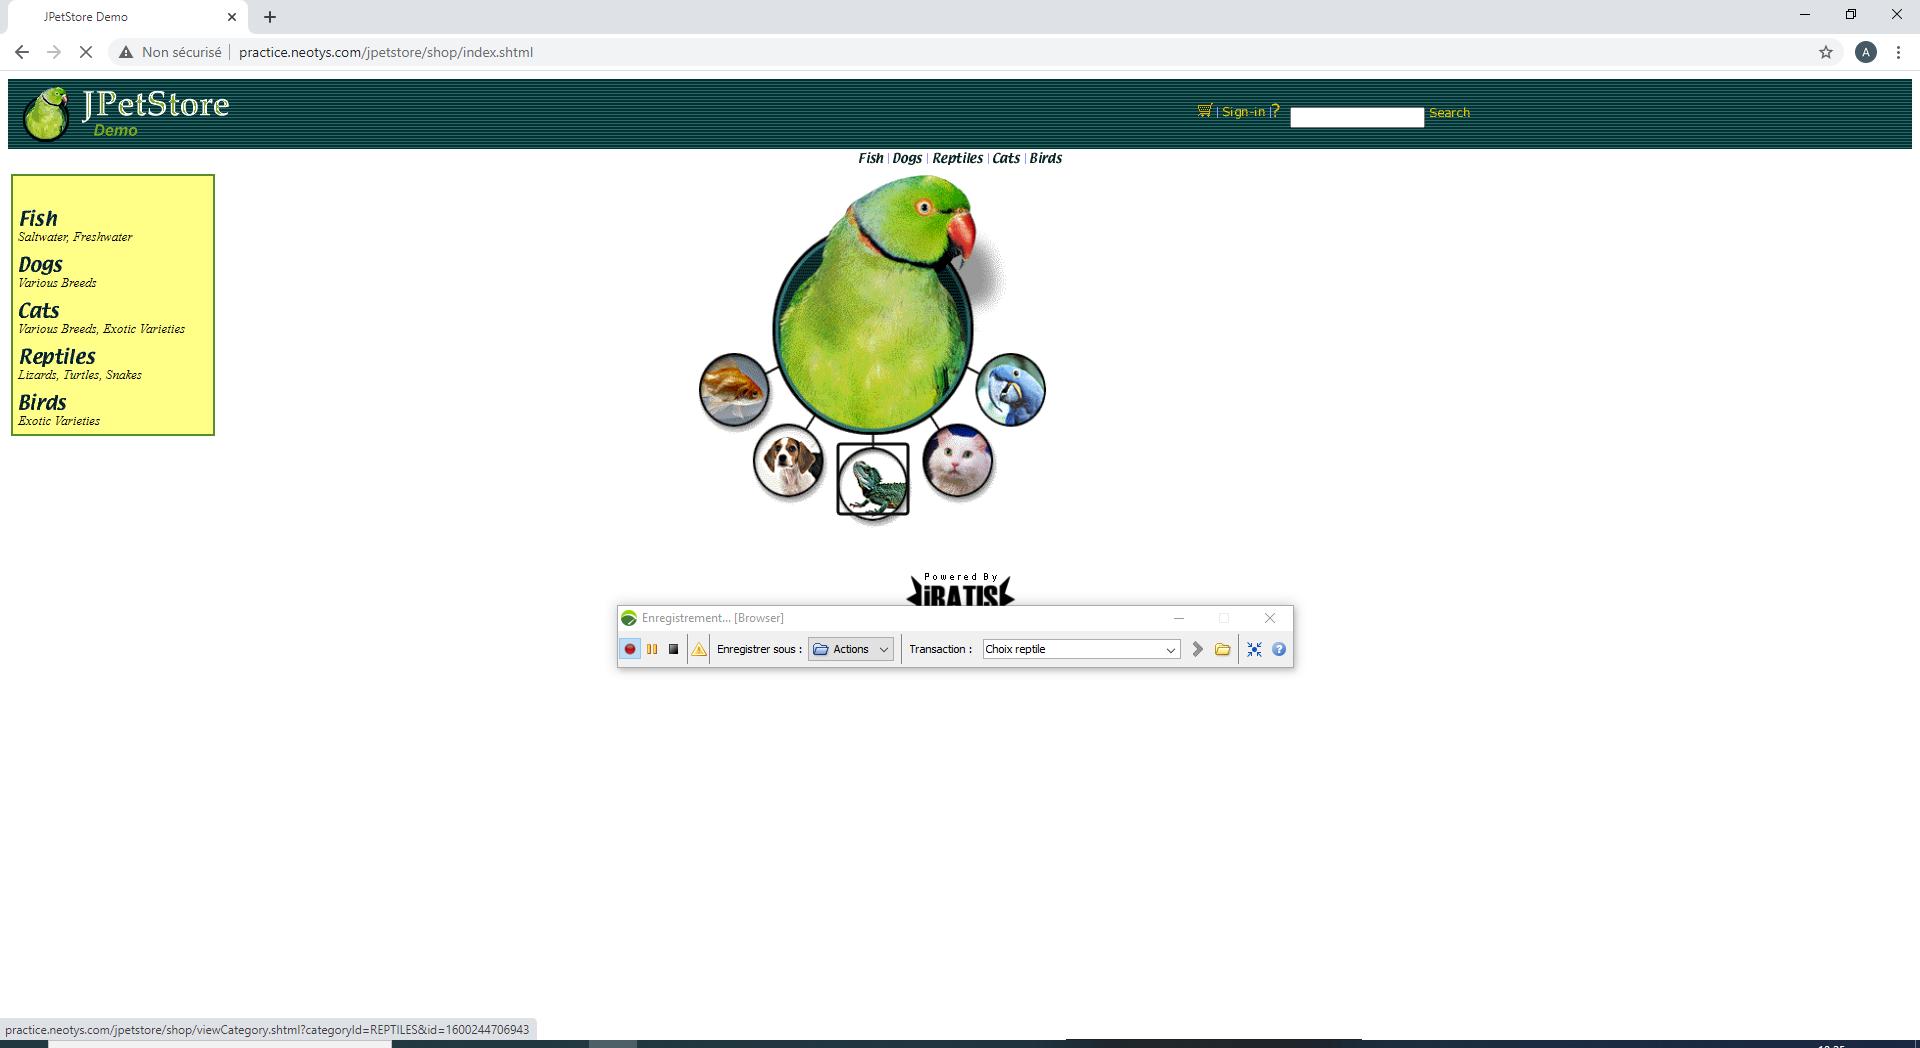 JPetStore Demo
Non sécurisé
practice.neotys.com/jpetstore/shop/index.shtml
A
JPetStore
Demo
| Sign-in | ?
Search
Fish | Dogs | Reptiles | Cats | Birds
Fish
Saltwater, Freshwater
Dogs
Various Breeds
Cats
Various Breeds, Exotic Varieties
Reptiles
Lizards, Turtles, Snakes
Birds
Exotic Varieties
Powered By
iBATIS
Enregistrement... [Browser]
Enregistrer sous :
Actions
Transaction :
Choix reptile
?
practice.neotys.com/jpetstore/shop/viewCategory.shtml?categoryId=REPTILES&id=1600244706943